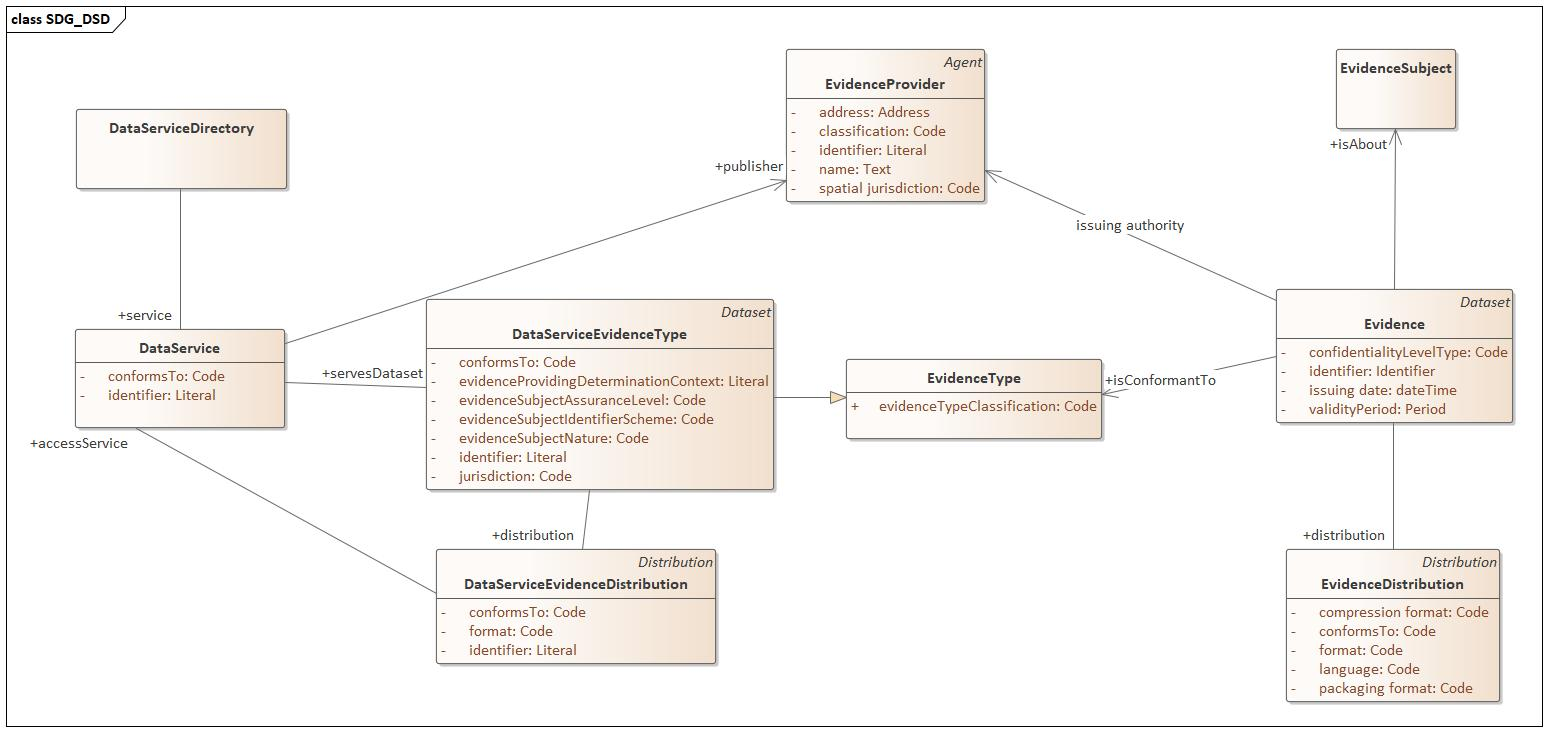 class SDG_DSD
Agent
EvidenceProvider
- address: Address
- classification: Code
- identifier: Literal
- name: Text
- spatial jurisdiction: Code
EvidenceSubject
DataServiceDirectory
+isAbout
+publisher
issuing authority
+service
DataService
- conformsTo: Code
- identifier: Literal
+servesDataset
Dataset
DataServiceEvidenceType
- conformsTo: Code
- evidenceProvidingDeterminationContext: Literal
- evidenceSubjectAssuranceLevel: Code
- evidenceSubjectIdentifierScheme: Code
- evidenceSubjectNature: Code
- identifier: Literal
- jurisdiction: Code
EvidenceType
+ evidenceTypeClassification: Code
+isConformantTo
Dataset
Evidence
- confidentialityLevelType: Code
- identifier: Identifier
- issuing date: dateTime
- validityPeriod: Period
+accessService
+distribution
Distribution
DataServiceEvidenceDistribution
- conformsTo: Code
- format: Code
- identifier: Literal
+distribution
Distribution
EvidenceDistribution
- compression format: Code
- conformsTo: Code
- format: Code
- language: Code
- packaging format: Code